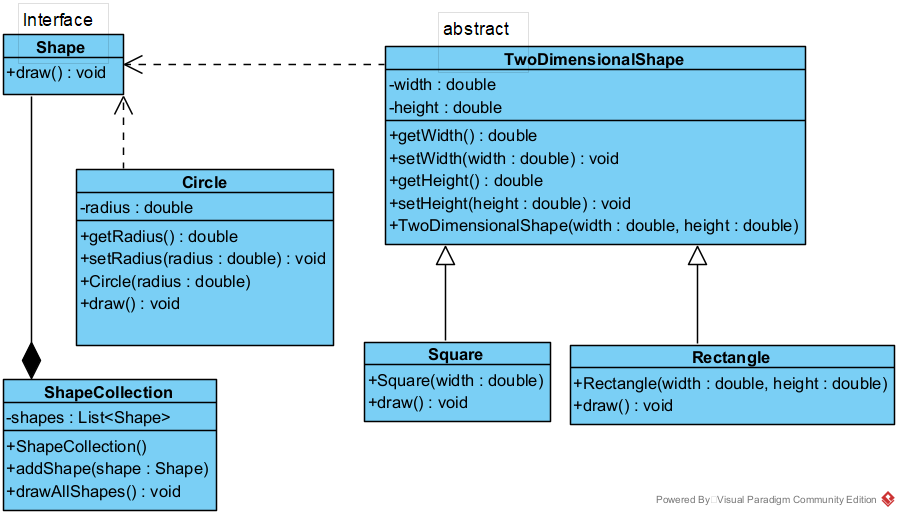 Interface
Shape
+draw() : void
abstract
TwoDimensionalShape
-width : double
-height : double
+getWidth() : double
+setWidth(width : double) : void
+getHeight() : double
+setHeight(height : double) : void
+TwoDimensionalShape(width : double, height : double)
Circle
-radius : double
+getRadius() : double
+setRadius(radius : double) : void
+Circle(radius : double)
+draw() : void
Square
+Square(width : double)
+draw() : void
Rectangle
+Rectangle(width : double, height : double)
+draw() : void
ShapeCollection
-shapes : List<Shape>
+ShapeCollection()
+addShape(shape : Shape)
+drawAllShapes() : void
Powered By Visual Paradigm Community Edition